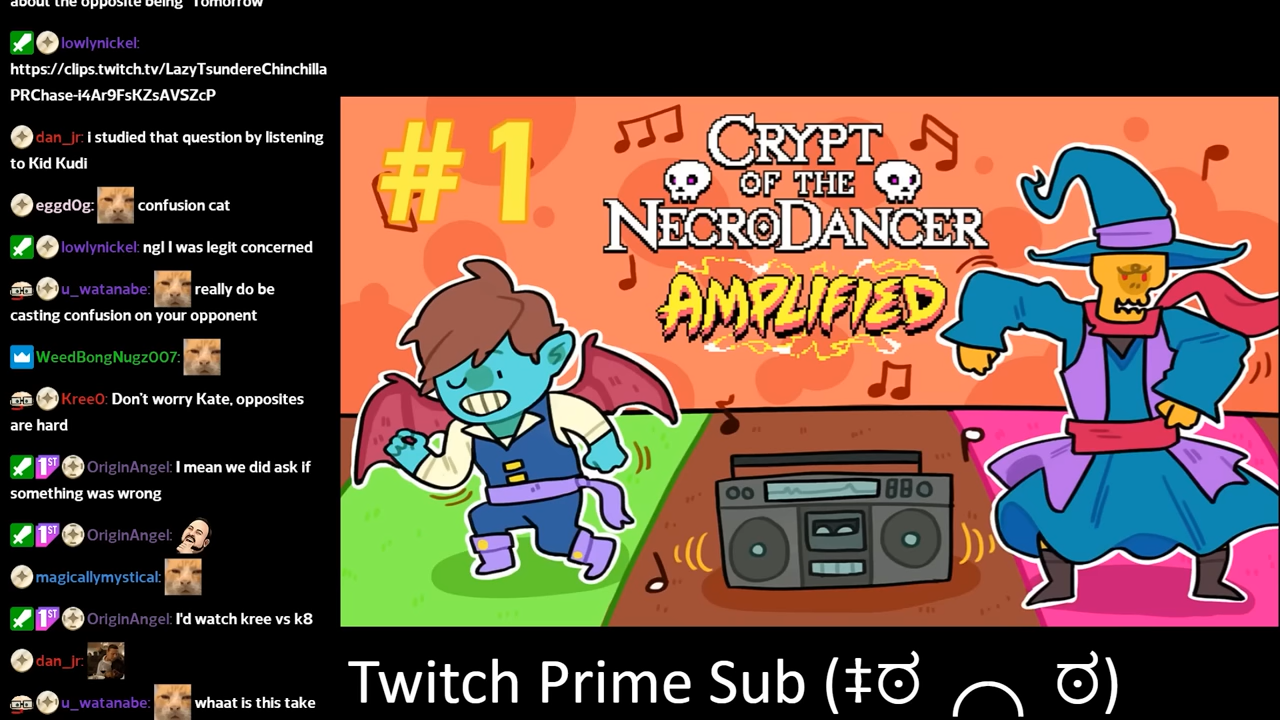 about the opposite being "Tomorrow"
lowlynickel:
https://clips.twitch.tv/LazyTsundereChinchilla
PRChase-i4Ar9FsKZsAVSZcP
dan_jr: i studied that question by listening
to Kid Kudi
eggd0g: confusion cat
lowlynickel: ngl I was legit concerned
u_watanabe: really do be
casting confusion on your opponent
WeedBongNugz007:
Kree0: Don't worry Kate, opposites
are hard
1ST OriginAngel: I mean we did ask if
something was wrong
1ST OriginAngel:
magicallymystical:
1ST OriginAngel: I'd watch kree vs k8
dan_jr:
u_watanabe: whaat is this take
#1
CRYPT
OF THE
NECRODANCER
AMPLIFIED
Twitch Prime Sub (‡ಠ ╭╮ ಠ)